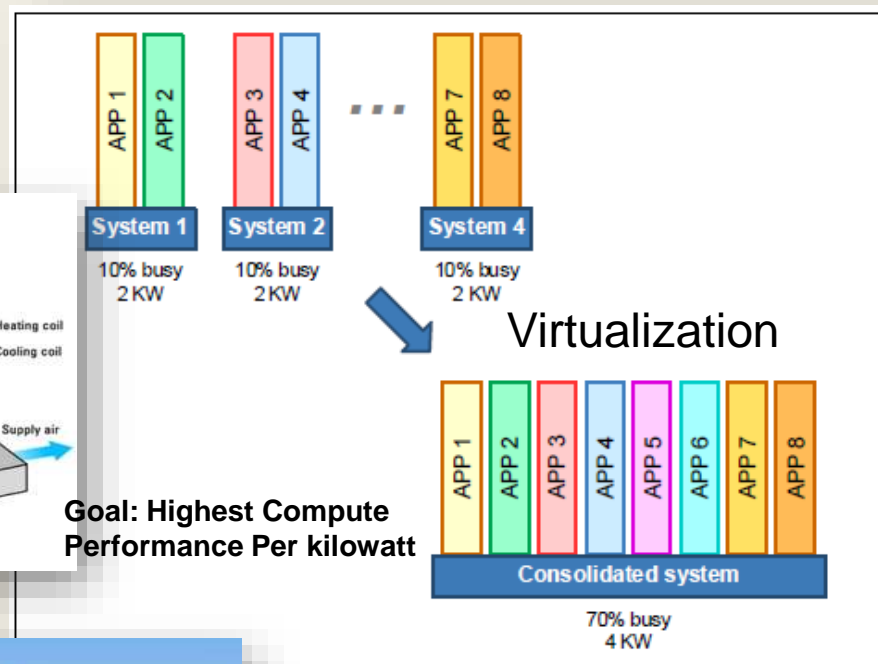 APP 1
APP 2
APP 3
APP 4
...
APP 7
APP 8
System 1
System 2
System 4
10% busy
2 KW
10% busy
2 KW
10% busy
2 KW
coil
coil
Supply air
Virtualization
APP 1
APP 2
APP 3
APP 4
APP 5
APP 6
APP 7
APP 8
Goal: Highest Compute
Performance Per kilowatt
Consolidated system
70% busy
4 KW